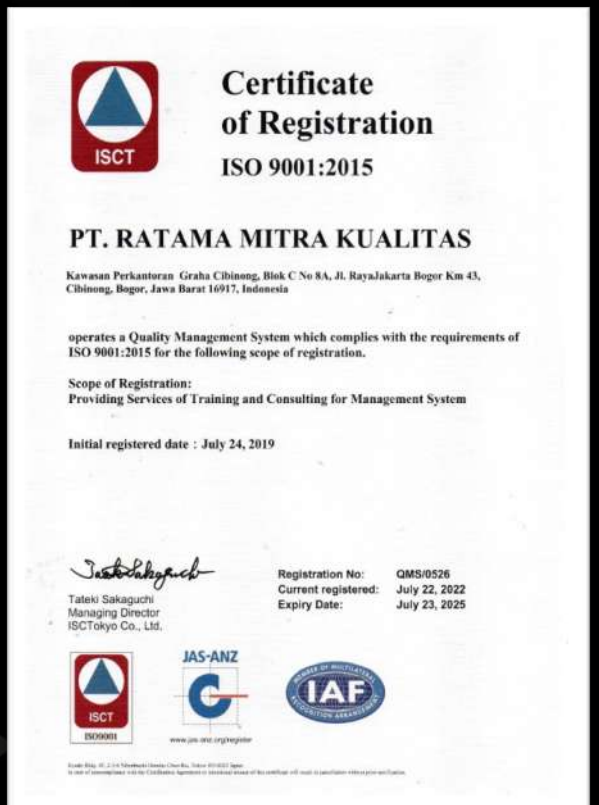 ISCT
Certificate
of Registration
ISO 9001:2015
PT. RATAMA MITRA KUALITAS
Kawasan Perkantoran Graha Cibinong, Blok C No 8A, Jl. RayaJakarta Bogor Km 43,
Cibinong, Bogor, Jawa Barat 16917, Indonesia
operates a Quality Management System which complies with the requirements of
ISO 9001:2015 for the following scope of registration.
Scope of Registration:
Providing Services of Training and Consulting for Management System
Initial registered date : July 24, 2019
Tateki Sakaguchi
Managing Director
ISCTokyo Co., Ltd.
Registration No: QMS/0526
Current registered: July 22, 2022
Expiry Date: July 23, 2025
ISCT
ISO9001
JAS-ANZ
www.jas-anz.org/register
MEMBER OF MULTILATERAL
IAF
RECOGNITION ARRANGEMENT